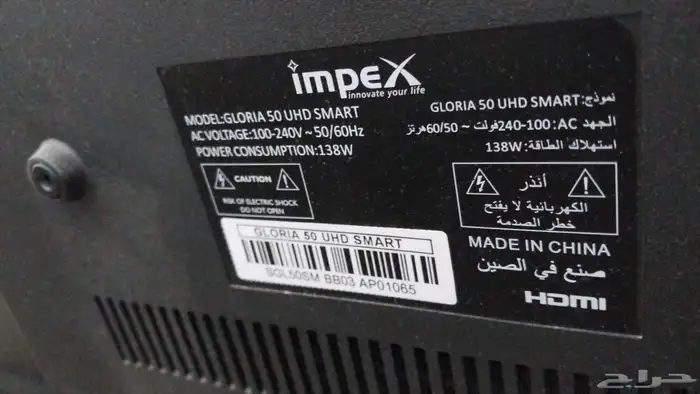 impex
innovate your life
MODEL:GLORIA 50 UHD SMART
AC VOLTAGE:100-240V ~ 50/60Hz
POWER CONSUMPTION:138W
CAUTION
RISK OF ELECTRIC SHOCK
DO NOT OPEN
GLORIA 50 UHD SMART
SGL50SM BB03 AP01065
نموذج: GLORIA 50 UHD SMART
الجهد AC: 100-240فولت ~ 60/50هرتز
استهلاك الطاقة: 138W
أنذر
الكهربائية لا يفتح
خطر الصدمة
MADE IN CHINA
صنع في الصين
HDMI
حراج